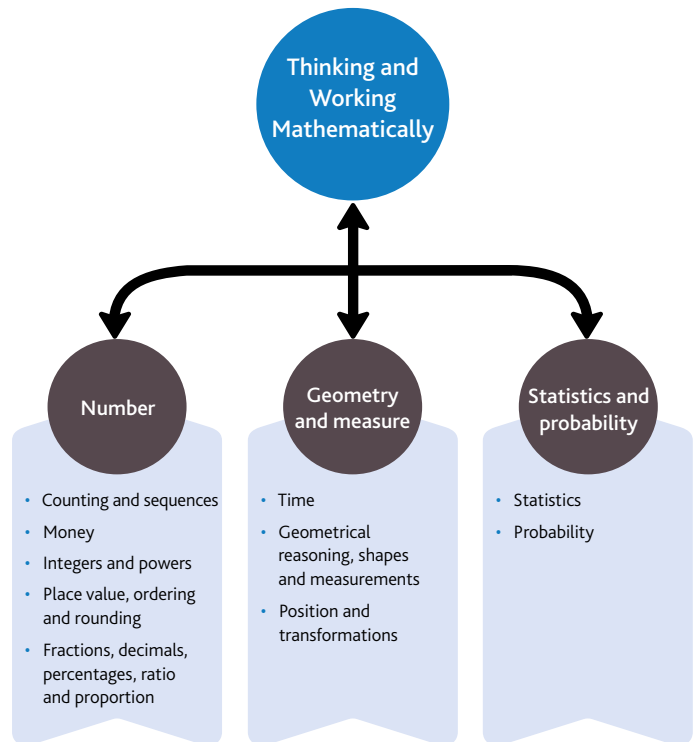 Thinking and
Working
Mathematically
Number
• Counting and sequences
• Money
• Integers and powers
• Place value, ordering
and rounding
• Fractions, decimals,
percentages, ratio
and proportion
Geometry
and measure
• Time
• Geometrical
reasoning, shapes
and measurements
• Position and
transformations
Statistics and
probability
• Statistics
• Probability